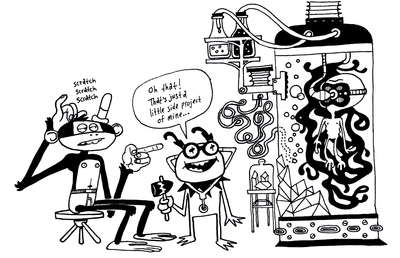 scratch
scratch
scratch
Oh that!
That's just a
little side project
of mine...